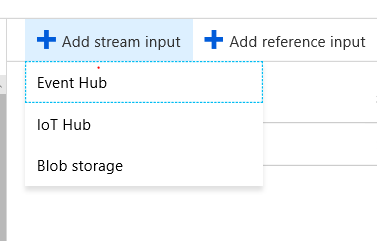 Add stream input
Add reference input
Event Hub
IoT Hub
Blob storage